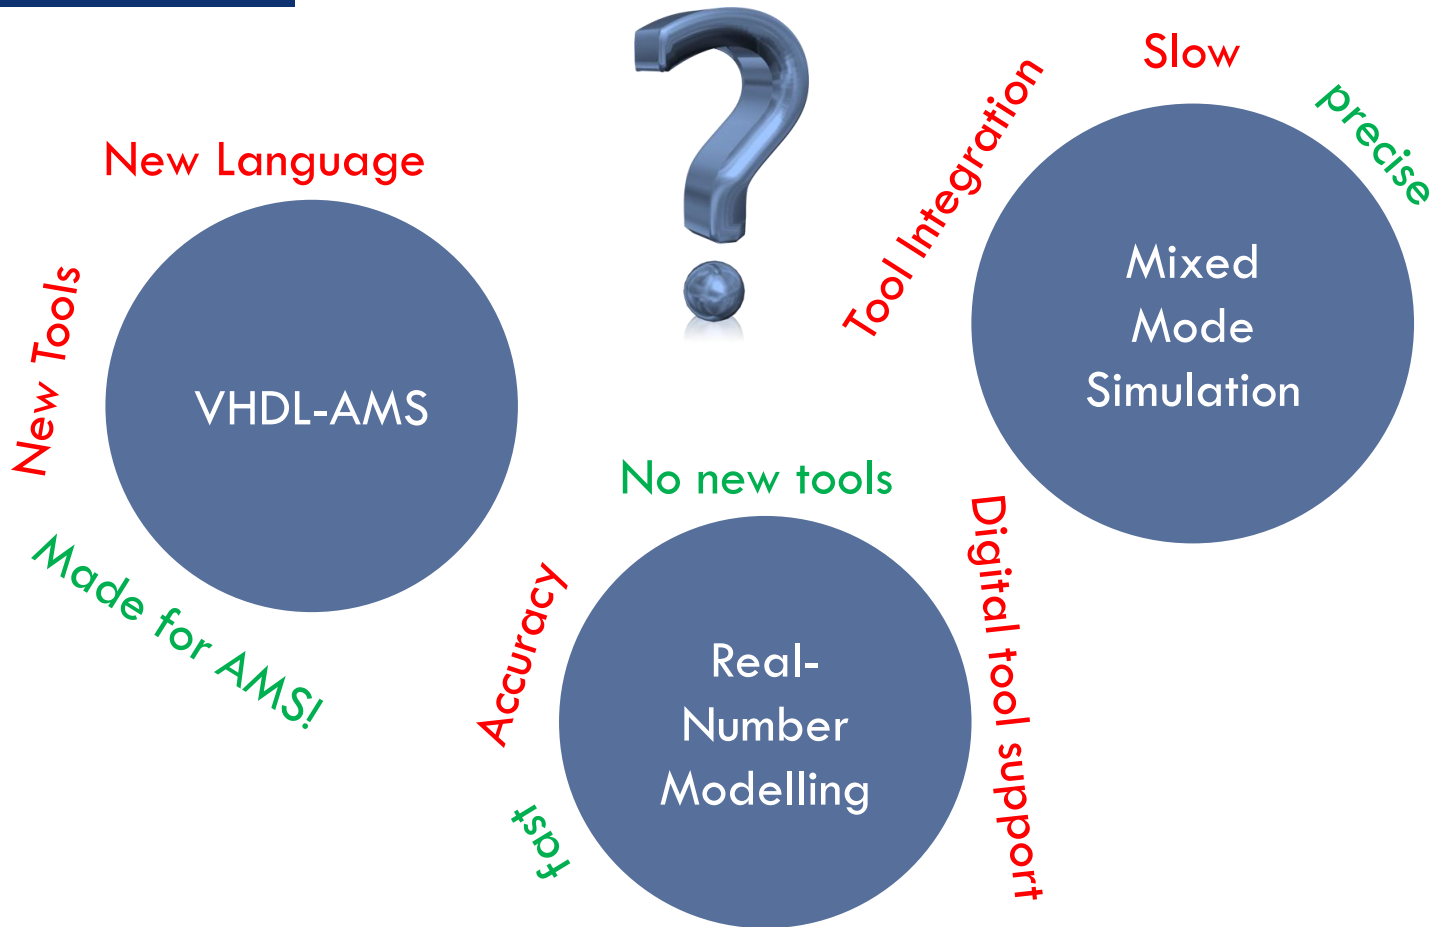 New Language
New Tools
VHDL-AMS
Made for AMS!
Slow
precise
Tool Integration
Mixed
Mode
Simulation
No new tools
Accuracy
fast
Real-
Number
Modelling
Digital tool support